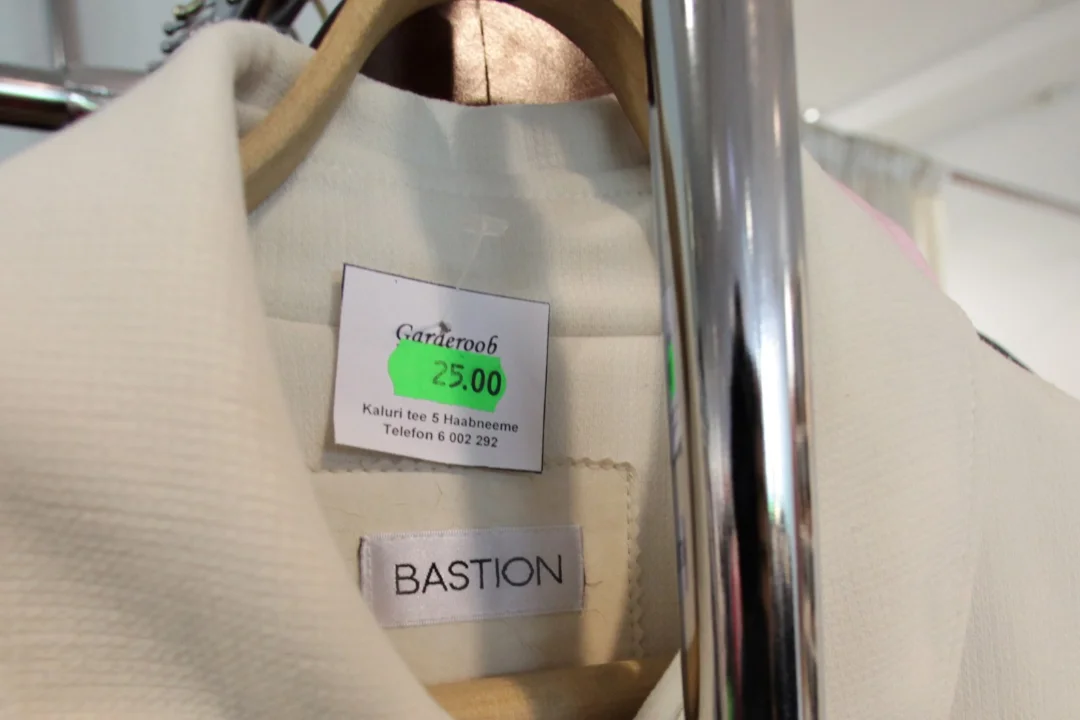 Garderoob
25.00
Kaluri tee 5 Haabneeme
Telefon 6 002 292
BASTION